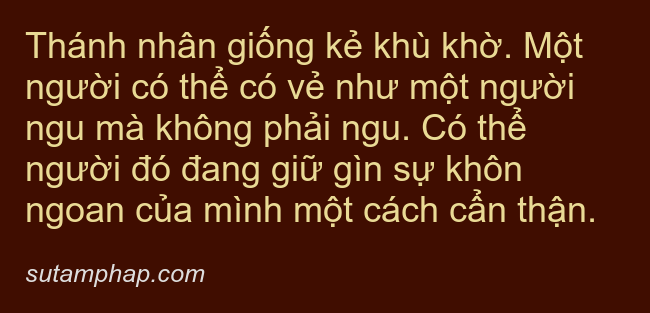 Thánh nhân giống kẻ khù khờ. Một
người có thể có vẻ như một người
ngu mà không phải ngu. Có thể
người đó đang giữ gìn sự khôn
ngoan của mình một cách cẩn thận.
sutamphap.com